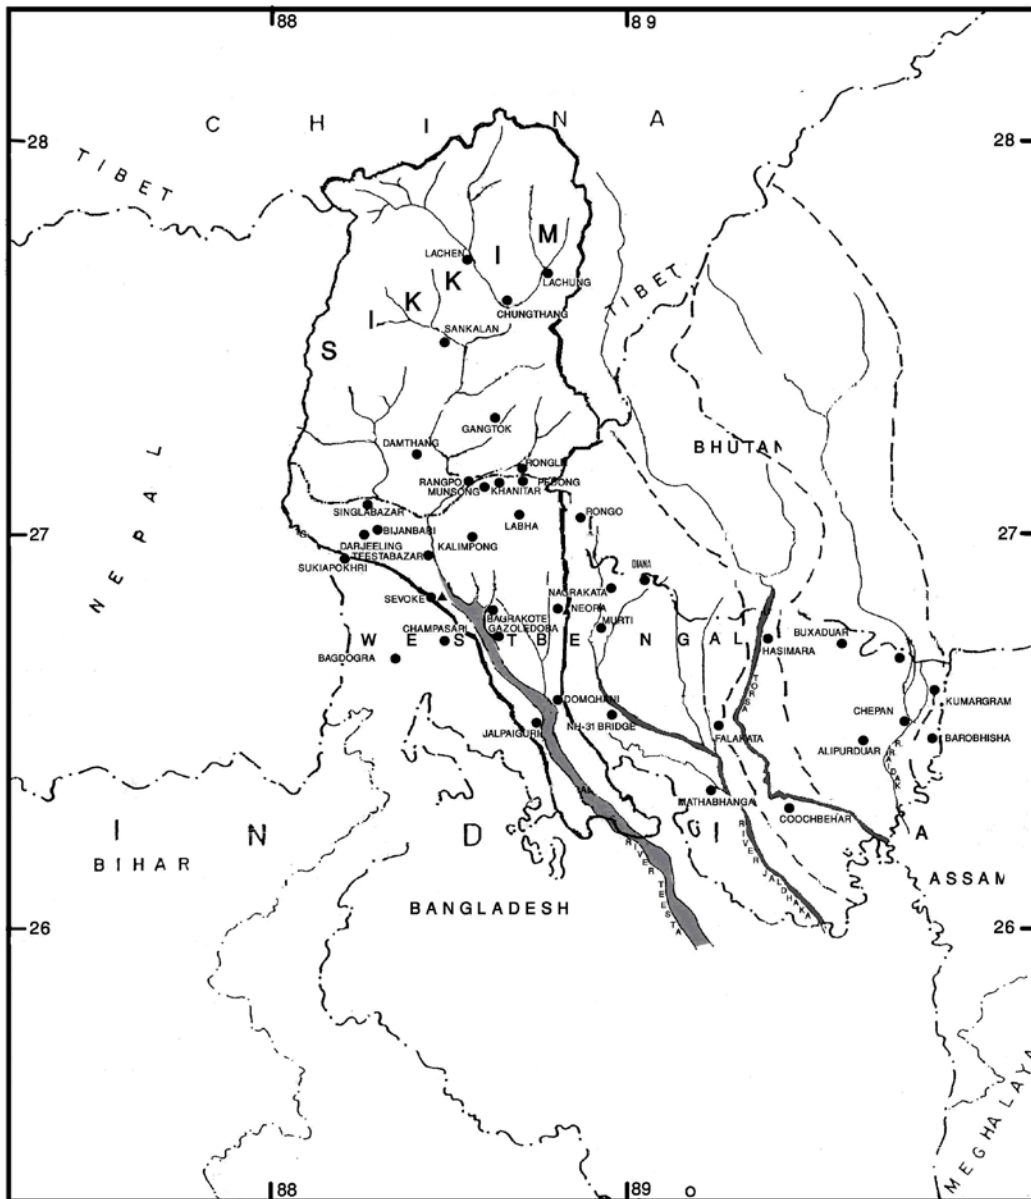 88
89
CHINA
28
28
TIBET
LACHEN
LACHUNG
TIBET
CHUNGTHANG
SIKKIM
SANKALAN
GANGTOK
DAMTHANG
BHUTAN
RONGLI
RANGPO
PEDONG
MUNSONG
KHANITAR
SINGLABAZAR
LABHA
RONGO
BIJANBARI
NEPAL
27
27
DARJEELING
KALIMPONG
TEESTABAZAR
SUKIAPOKHRI
DIANA
NAGRAKATA
SEVOKE
NEORA
BAGRAKOTE
CHAMPASARI
GAZOLEDOBA
MURTI
WEST BENGAL
BUXADUAR
HASIMARA
BAGDOGRA
TORSA
KUMARGRAM
DOMOHANI
NH-31 BRIDGE
CHEPAN
JALPAIGURI
FALAKATA
BAROBHISHA
ALIPURDUAR
R. RAIDAK
MATHABHANGA
COOCHBEHAR
INDIA
BIHAR
RIVER TEESTA
RIVER JALDHAKA
ASSAM
BANGLADESH
26
26
MEGHALAYA
88
89
O